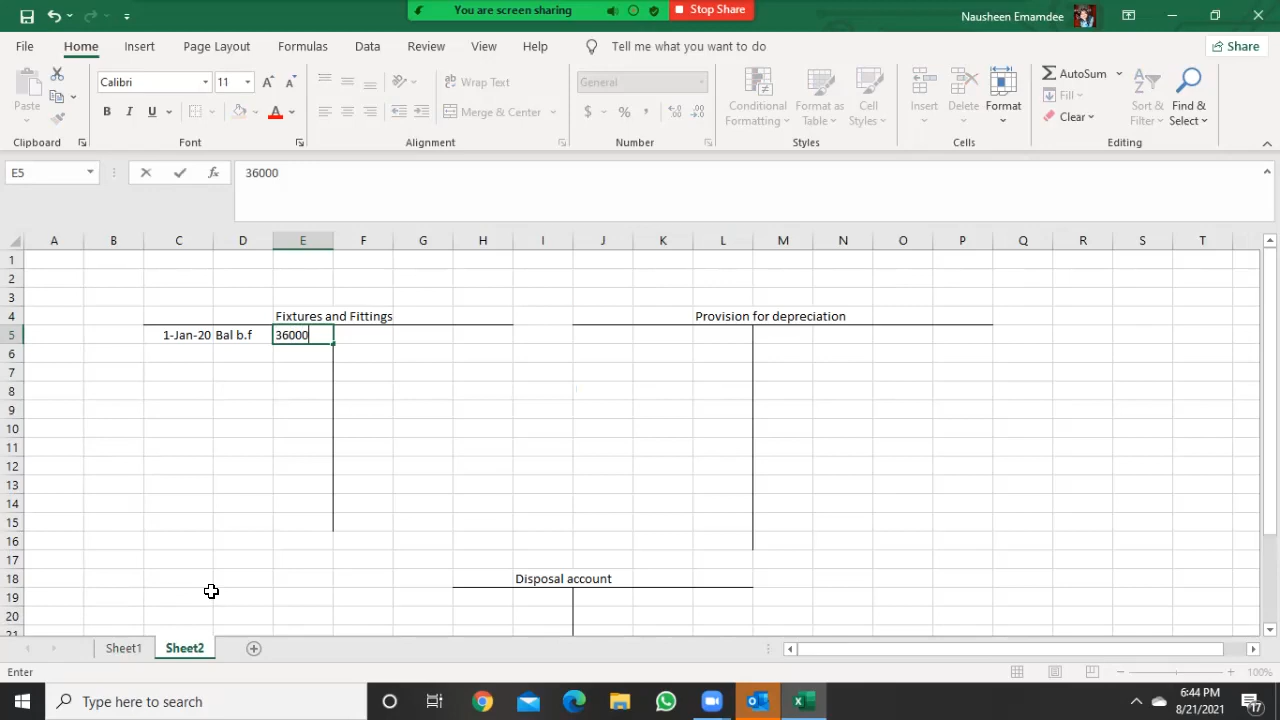 You are screen sharing
Stop Share
Nausheen Emamdee
File Home Insert Page Layout Formulas Data Review View Help Tell me what you want to do Share
Calibri 11 Wrap Text General AutoSum
Paste Conditional Format as Cell Insert Delete Format Fill Sort & Find &
B I U Merge & Center $ % Formatting Table Styles Clear Filter Select
Clipboard Font Alignment Number Styles Cells Editing
E5 fx 36000
A B C D E F G H I J K L M N O P Q R S T
1
2
3
4 Fixtures and Fittings Provision for depreciation
5 1-Jan-20 Bal b.f 36000
6
7
8
9
10
11
12
13
14
15
16
17
18 Disposal account
19
20
21
Sheet1 Sheet2
Enter 100%
Type here to search
6:44 PM
8/21/2021
17